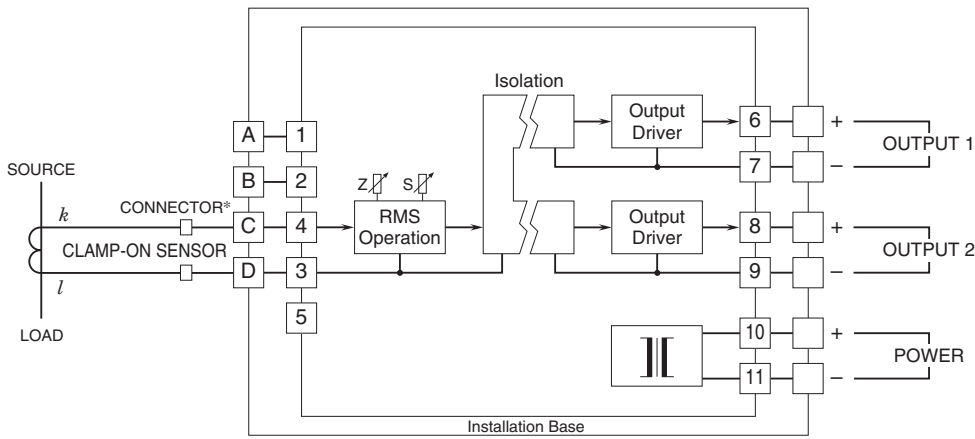 Isolation
Output
Driver
6
+
A
1
OUTPUT 1
7
–
B
2
SOURCE
Z
S
k
CONNECTOR*
C
4
RMS
Operation
Output
Driver
8
+
CLAMP-ON SENSOR
OUTPUT 2
D
3
9
–
l
5
LOAD
10
+
POWER
11
–
Installation Base